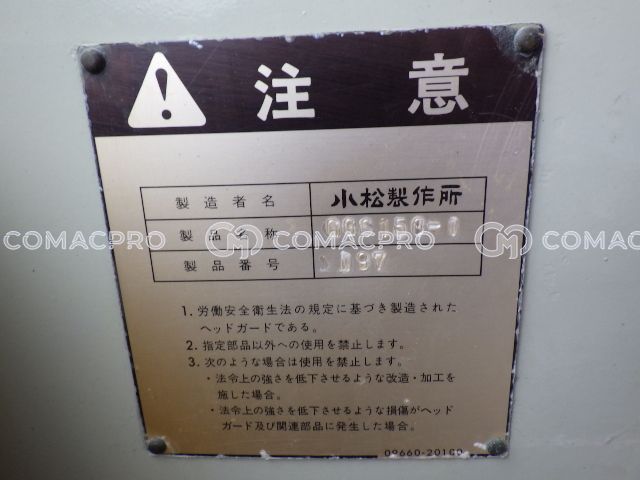 注意
製造者名 小松製作所
製品名称
製品番号
COMACPRO CM COMACPRO CM COMACPRO
1. 労働安全衛生法の規定に基づき製造された
ヘッドガードである。
2. 指定部品以外への使用を禁止します。
3. 次のような場合は使用を禁止します。
・法令上の強さを低下させるような改造・加工を
施した場合。
・法令上の強さを低下させるような損傷がヘッド
ガード及び関連部品に発生した場合。
09660-20100